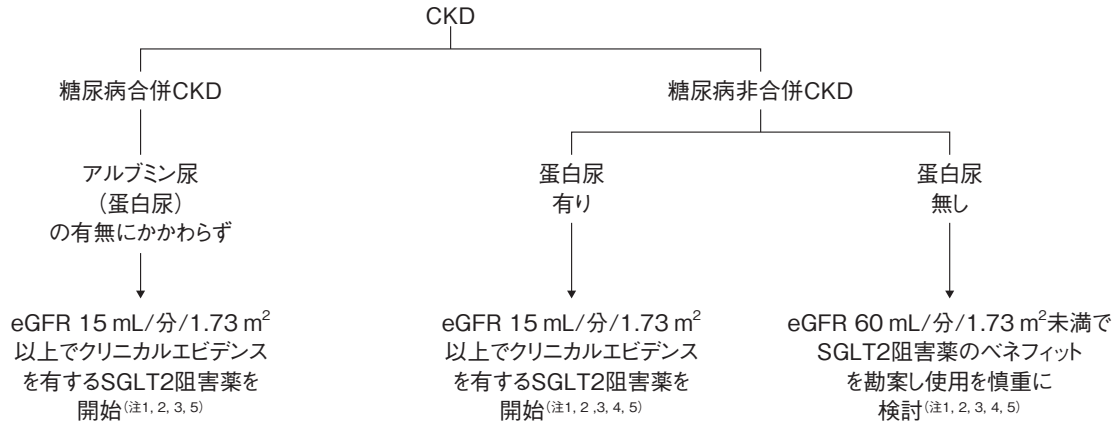 CKD
糖尿病合併CKD
糖尿病非合併CKD
アルブミン尿
（蛋白尿）
の有無にかかわらず
蛋白尿
有り
蛋白尿
無し
eGFR 15 mL/分/1.73 m²
以上でクリニカルエビデンス
を有するSGLT2阻害薬を
開始(注1, 2, 3, 5)
eGFR 15 mL/分/1.73 m²
以上でクリニカルエビデンス
を有するSGLT2阻害薬を
開始(注1, 2 ,3, 4, 5)
eGFR 60 mL/分/1.73 m²未満で
SGLT2阻害薬のベネフィット
を勘案し使用を慎重に
検討(注1, 2, 3, 4, 5)